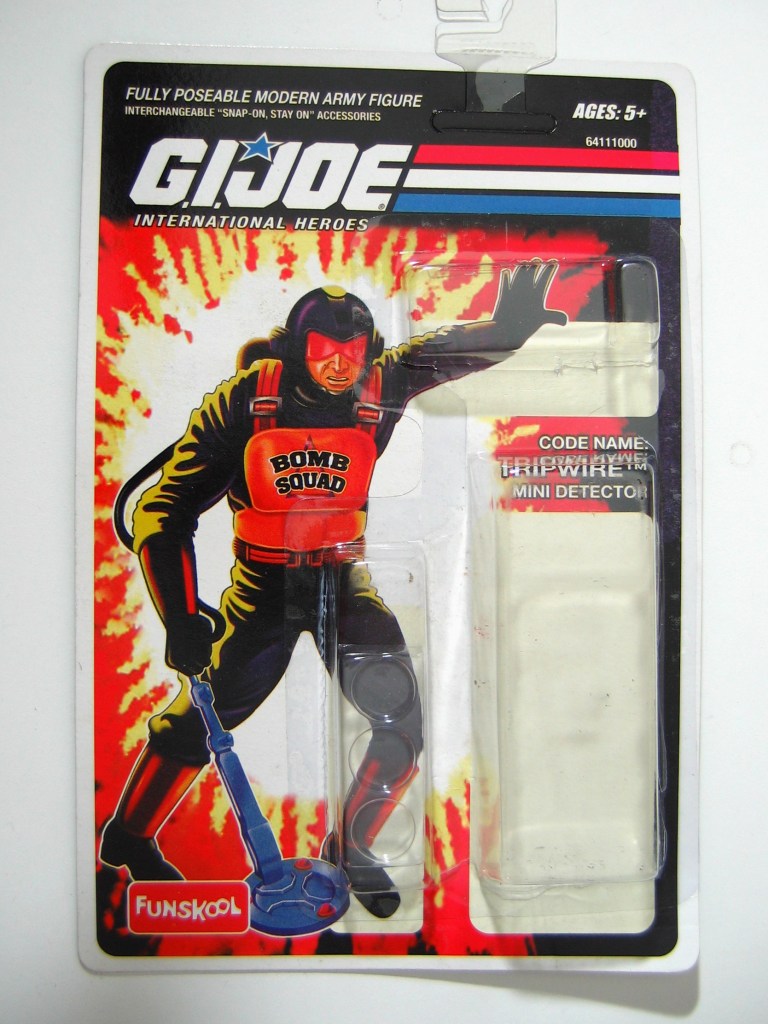 FULLY POSEABLE MODERN ARMY FIGURE
INTERCHANGEABLE "SNAP-ON, STAY ON" ACCESSORIES
AGES: 5+
64111000
G.I.JOE®
INTERNATIONAL HEROES
BOMB
SQUAD
CODE NAME:
TRIPWIRE™
MINI DETECTOR
FUNSKOOL